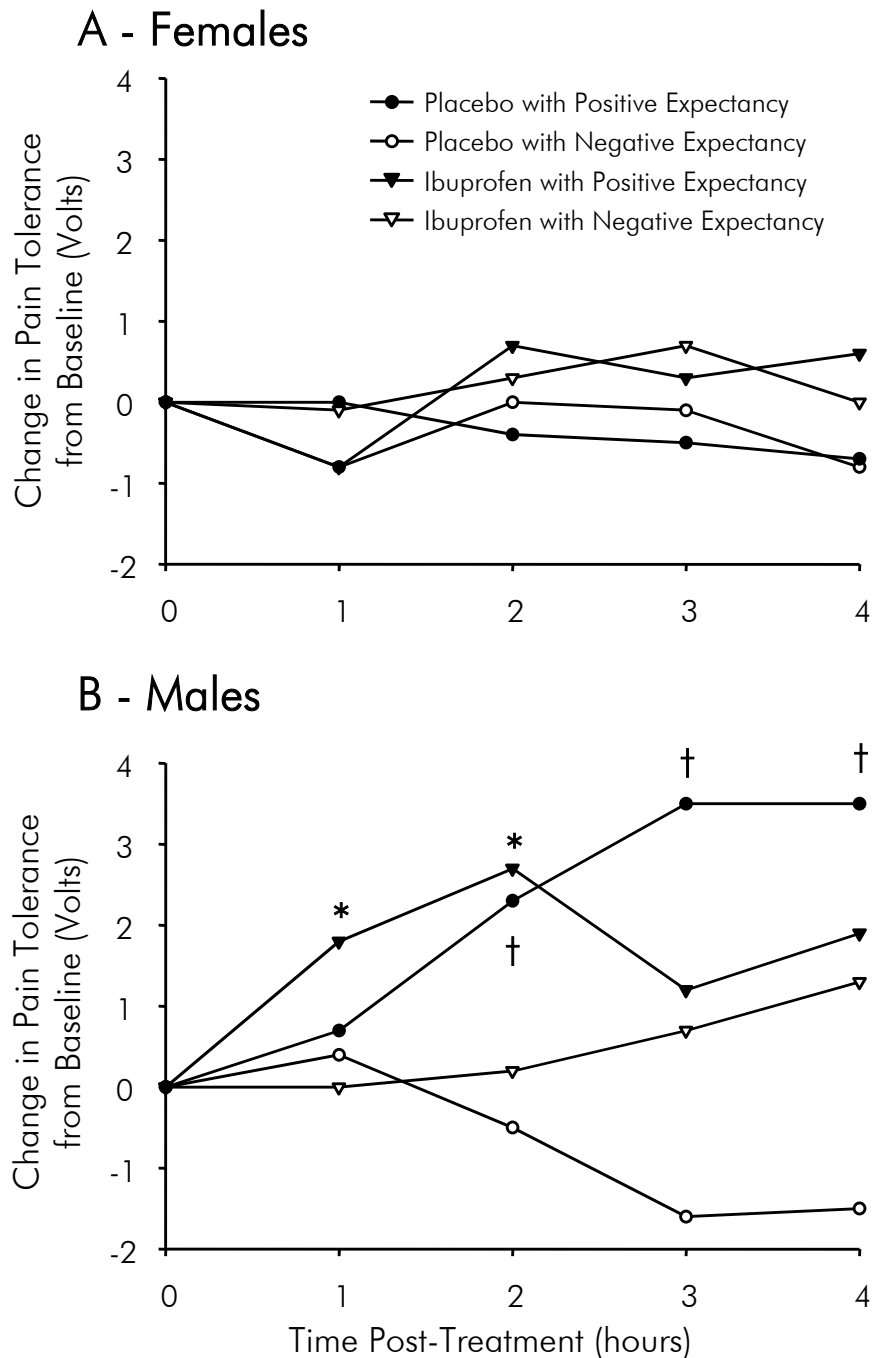 A - Females
Change in Pain Tolerance
from Baseline (Volts)
4
3
2
1
0
-1
-2
Placebo with Positive Expectancy
Placebo with Negative Expectancy
Ibuprofen with Positive Expectancy
Ibuprofen with Negative Expectancy
0 1 2 3 4
B - Males
Change in Pain Tolerance
from Baseline (Volts)
4
3
2
1
0
-1
-2
† †
*
*
†
0 1 2 3 4
Time Post-Treatment (hours)